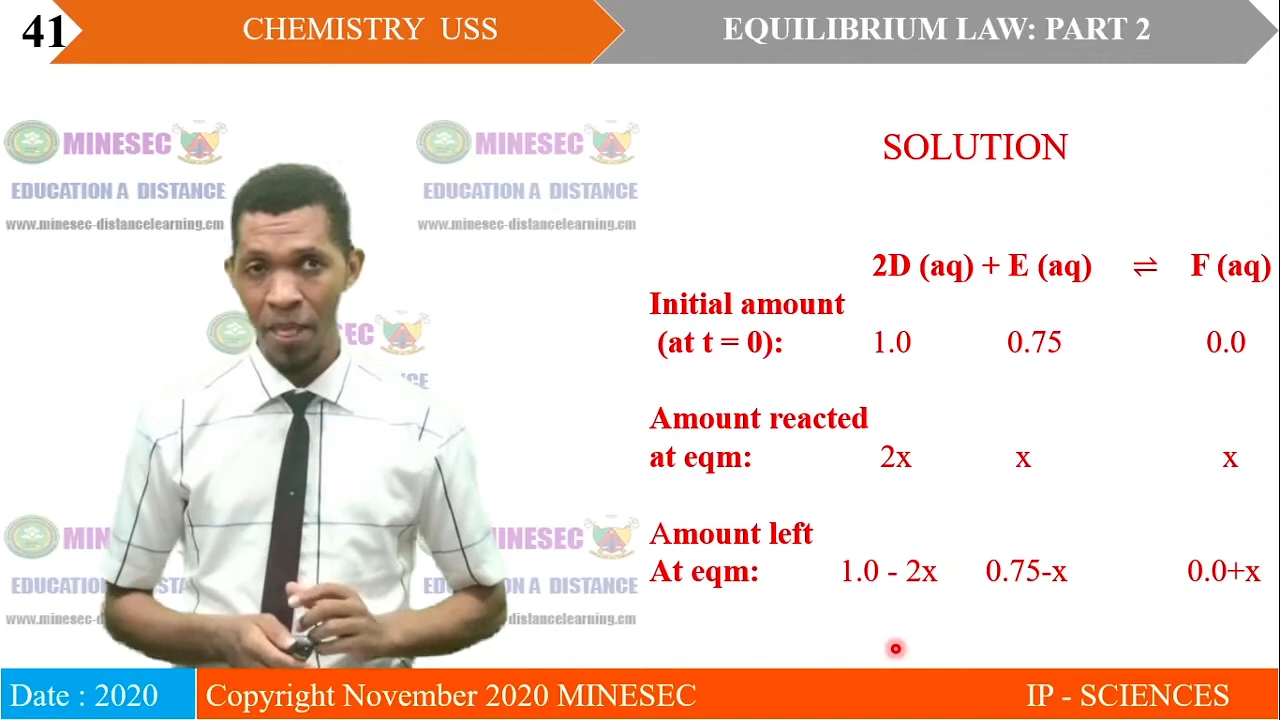 41
CHEMISTRY USS
EQUILIBRIUM LAW: PART 2
MINESEC
EDUCATION A DISTANCE
www.minesec-distancelearning.cm
MINESEC
EDUCATION A DISTANCE
www.minesec-distancelearning.cm
SOLUTION
2D (aq) + E (aq) ⇌ F (aq)
Initial amount
(at t = 0): 1.0 0.75 0.0
Amount reacted
at eqm: 2x x x
Amount left
At eqm: 1.0 - 2x 0.75-x 0.0+x
Date : 2020
Copyright November 2020 MINESEC
IP - SCIENCES